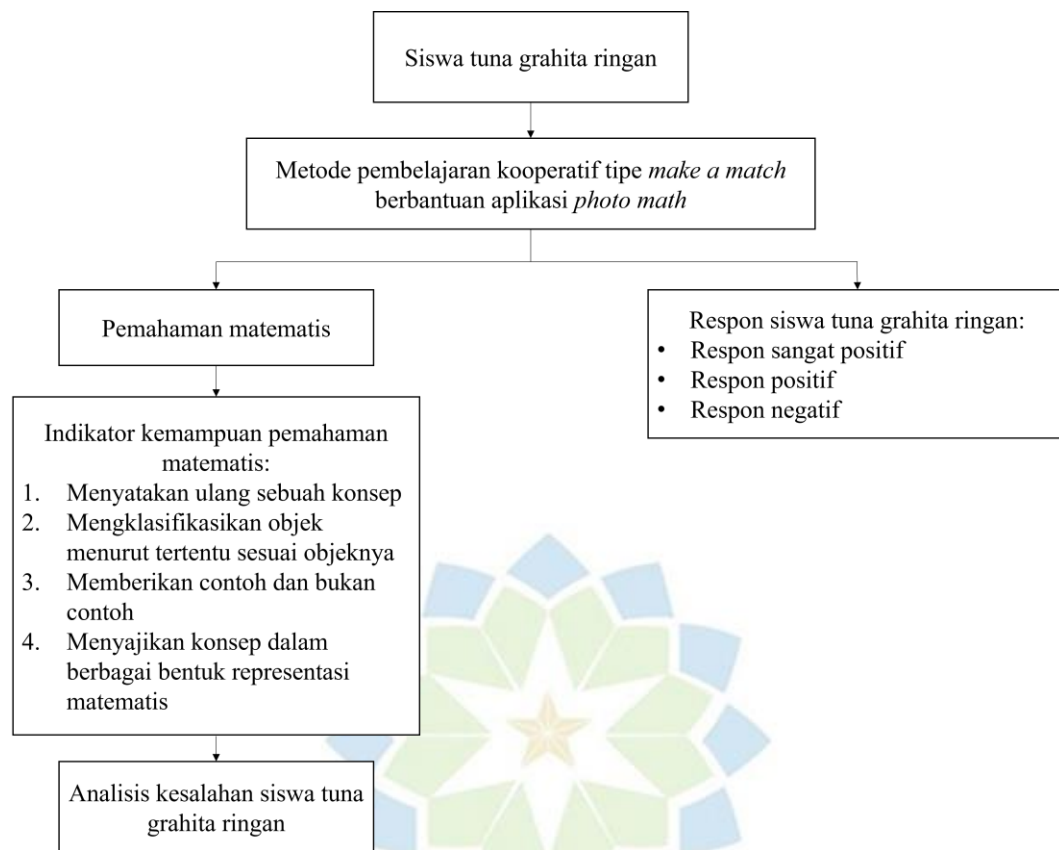 Siswa tuna grahita ringan
Metode pembelajaran kooperatif tipe make a match
berbantuan aplikasi photo math
Pemahaman matematis
Respon siswa tuna grahita ringan:
• Respon sangat positif
• Respon positif
• Respon negatif
Indikator kemampuan pemahaman
matematis:
1. Menyatakan ulang sebuah konsep
2. Mengklasifikasikan objek
menurut tertentu sesuai objeknya
3. Memberikan contoh dan bukan
contoh
4. Menyajikan konsep dalam
berbagai bentuk representasi
matematis
Analisis kesalahan siswa tuna
grahita ringan